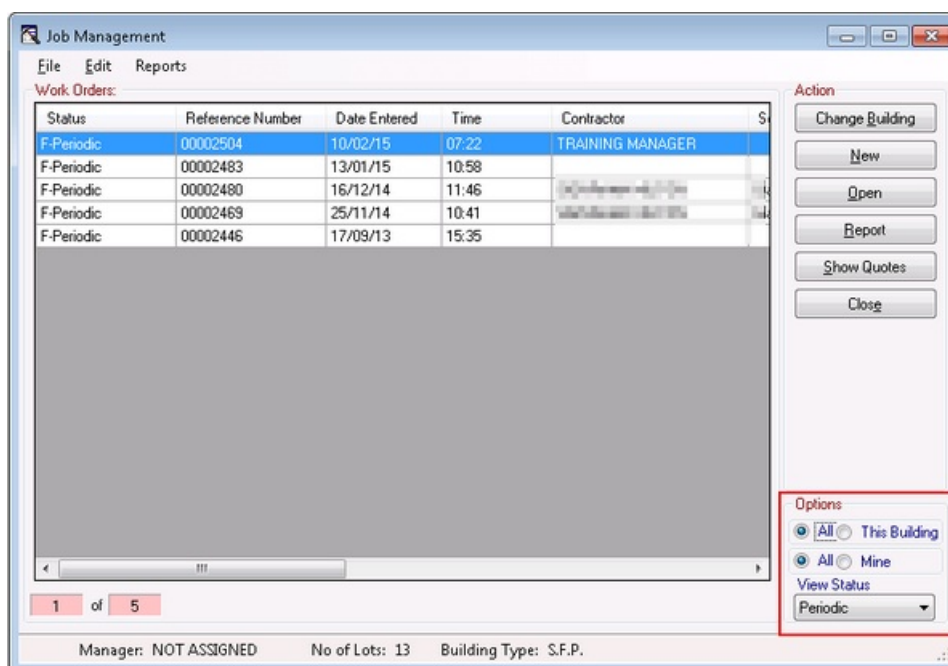 Job Management
File Edit Reports
Work Orders:
Status Reference Number Date Entered Time Contractor
F-Periodic 00002504 10/02/15 07:22 TRAINING MANAGER
F-Periodic 00002483 13/01/15 10:58
F-Periodic 00002480 16/12/14 11:46
F-Periodic 00002469 25/11/14 10:41
F-Periodic 00002446 17/09/13 15:35
1 of 5
Action
Change Building
New
Open
Report
Show Quotes
Close
Options
All This Building
All Mine
View Status
Periodic
Manager: NOT ASSIGNED No of Lots: 13 Building Type: S.F.P.